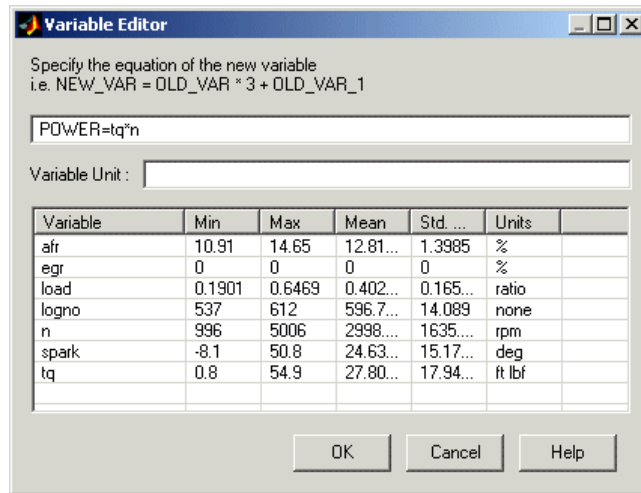 Variable Editor
Specify the equation of the new variable
i.e. NEW_VAR = OLD_VAR * 3 + OLD_VAR_1
POWER=tq*n
Variable Unit :
Variable Min Max Mean Std. ... Units
afr 10.91 14.65 12.81... 1.3985 %
egr 0 0 0 0 %
load 0.1901 0.6469 0.402... 0.165... ratio
logno 537 612 596.7... 14.089 none
n 996 5006 2998.... 1635.... rpm
spark -8.1 50.8 24.63... 15.17... deg
tq 0.8 54.9 27.80... 17.94... ft lbf
OK Cancel Help